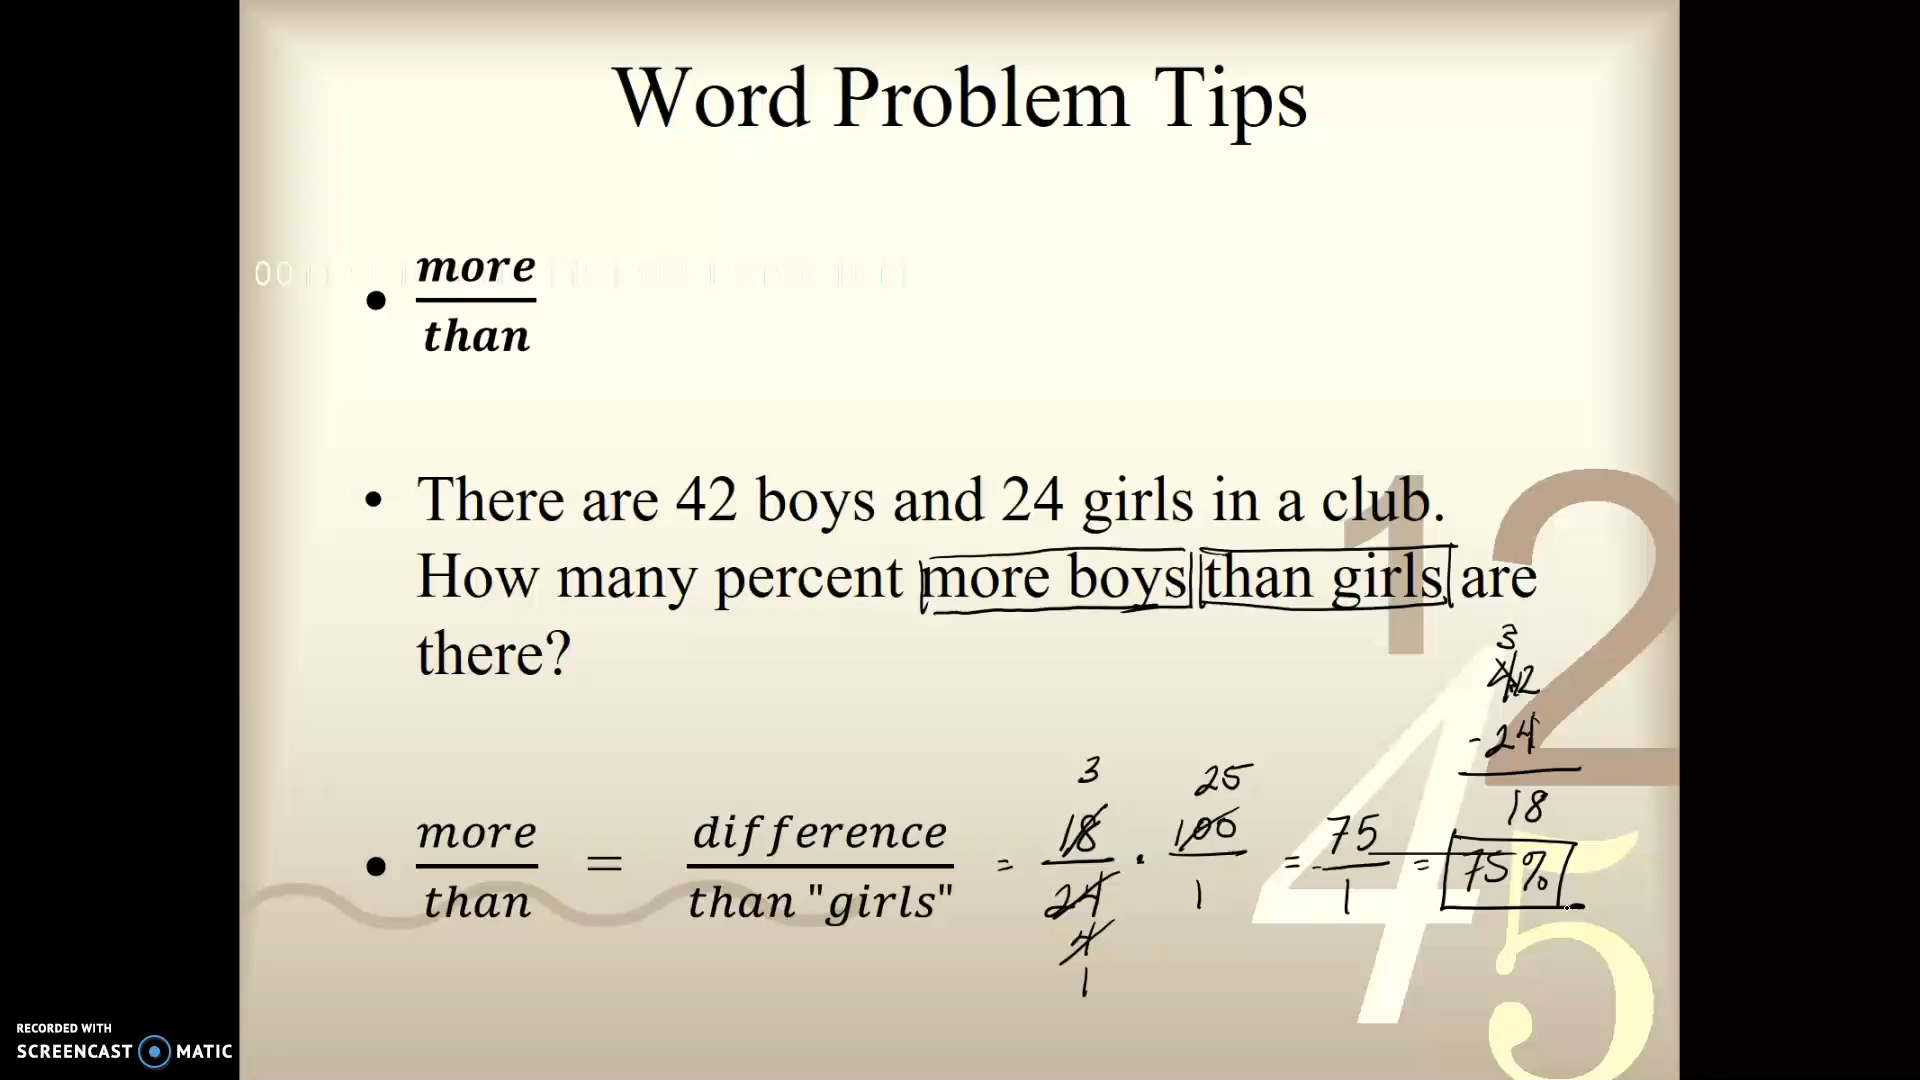 Word Problem Tips
more
than
• There are 42 boys and 24 girls in a club.
How many percent more boys than girls are
there?
3
412
-24
18
more / than = difference / than "girls" = 18 / 24 · 100 / 1 = 75 / 1 = 75%
3
25
4
1
RECORDED WITH
SCREENCAST MATIC